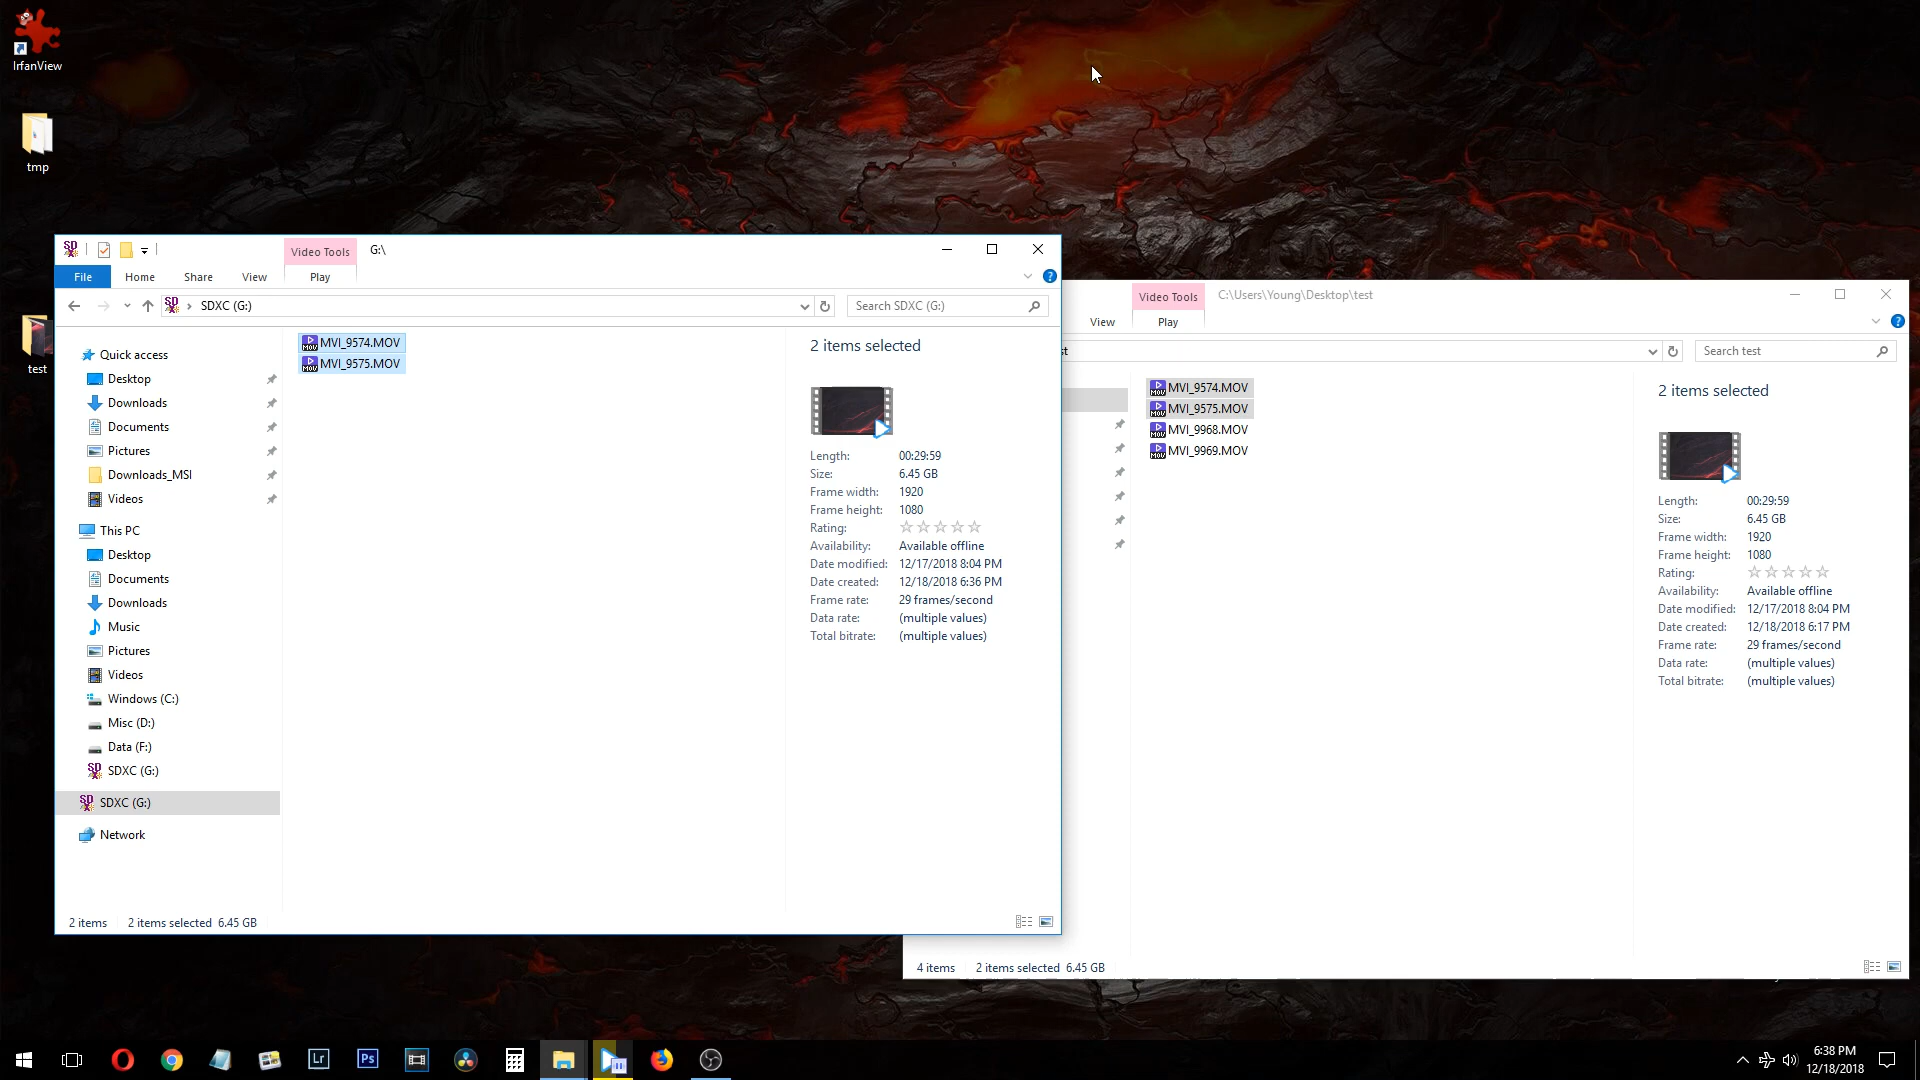 IrfanView
tmp
test
Video Tools
G:\
File
Home
Share
View
Play
SDXC (G:)
Search SDXC (G:)
Quick access
Desktop
Downloads
Documents
Pictures
Downloads_MSI
Videos
This PC
Desktop
Documents
Downloads
Music
Pictures
Videos
Windows (C:)
Misc (D:)
Data (F:)
SDXC (G:)
SDXC (G:)
Network
MVI_9574.MOV
MVI_9575.MOV
2 items selected
Length: 00:29:59
Size: 6.45 GB
Frame width: 1920
Frame height: 1080
Rating:
Availability: Available offline
Date modified: 12/17/2018 8:04 PM
Date created: 12/18/2018 6:36 PM
Frame rate: 29 frames/second
Data rate: (multiple values)
Total bitrate: (multiple values)
2 items
2 items selected 6.45 GB
Video Tools
C:\Users\Young\Desktop\test
View
Play
st
Search test
MVI_9574.MOV
MVI_9575.MOV
MVI_9968.MOV
MVI_9969.MOV
2 items selected
Length: 00:29:59
Size: 6.45 GB
Frame width: 1920
Frame height: 1080
Rating:
Availability: Available offline
Date modified: 12/17/2018 8:04 PM
Date created: 12/18/2018 6:17 PM
Frame rate: 29 frames/second
Data rate: (multiple values)
Total bitrate: (multiple values)
4 items
2 items selected 6.45 GB
Lr
Ps
6:38 PM
12/18/2018